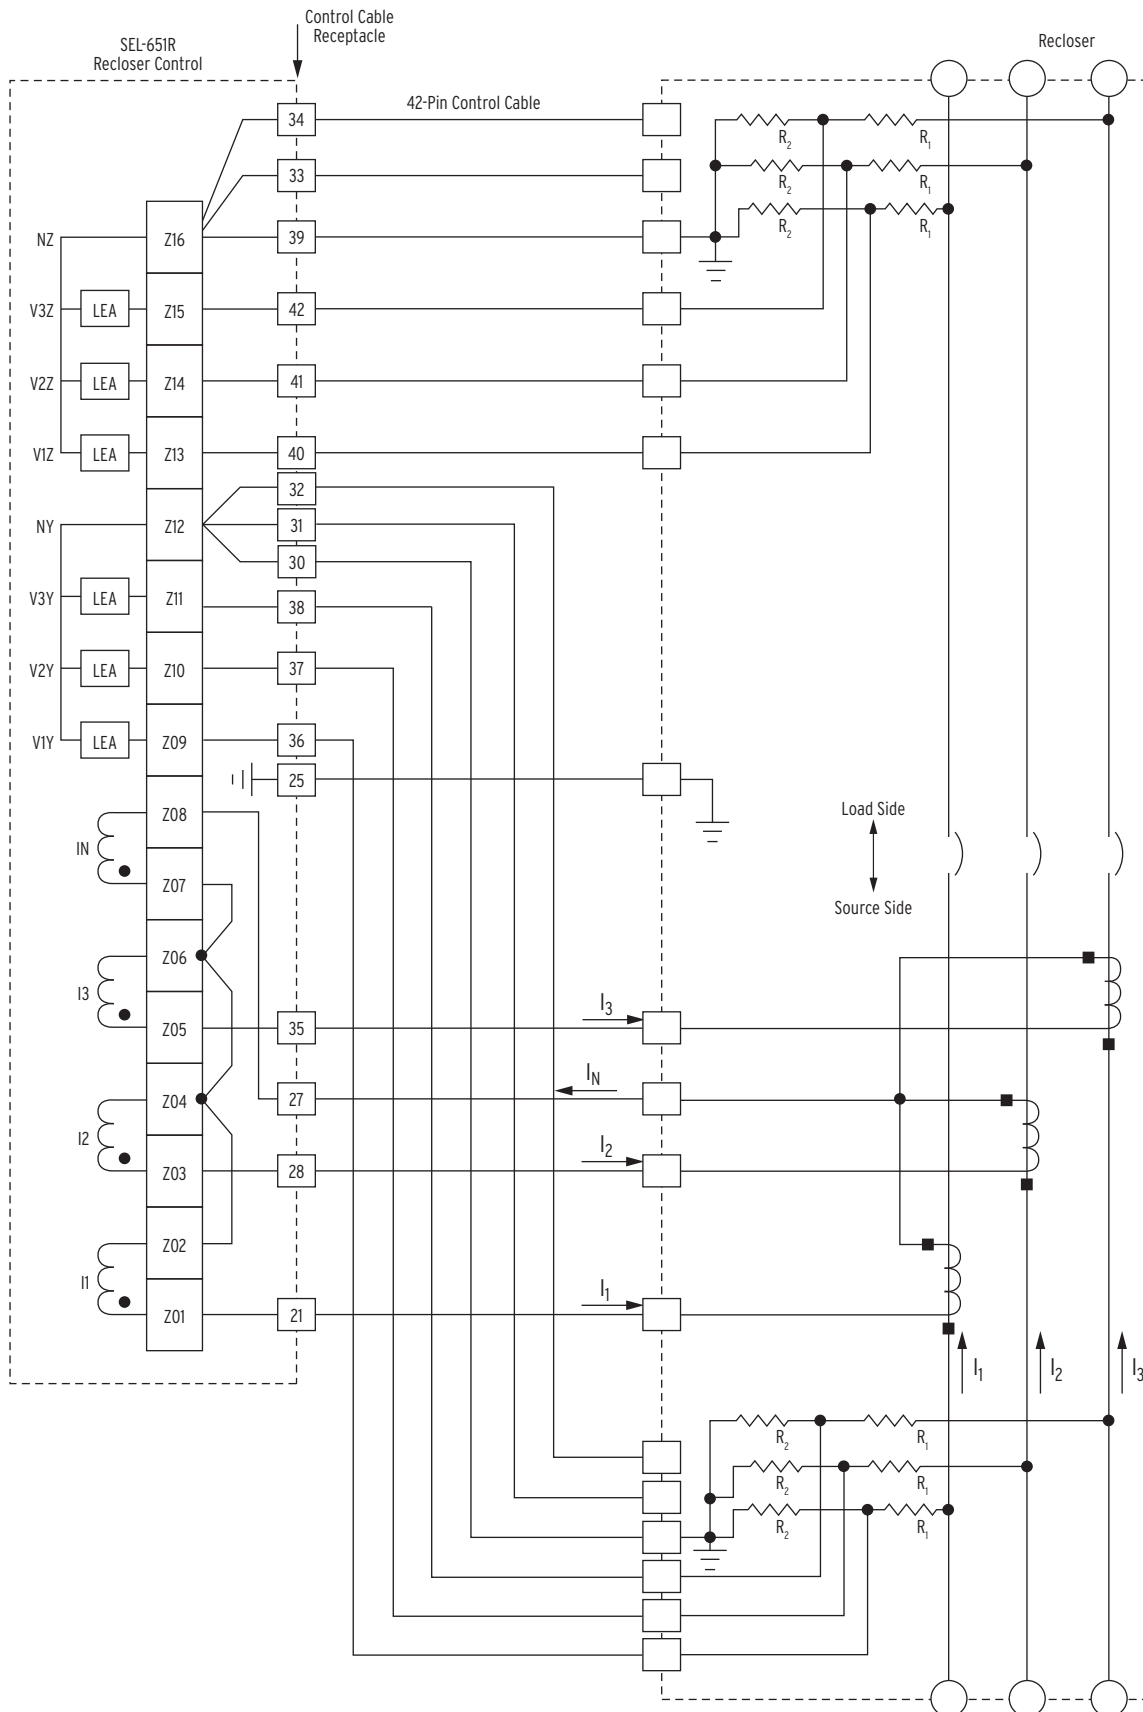 Control Cable
Receptacle
SEL-651R
Recloser Control
Recloser
42-Pin Control Cable
34
R2 R1
33
R2 R1
R2 R1
NZ Z16 39
V3Z LEA Z15 42
V2Z LEA Z14 41
V1Z LEA Z13 40
32
NY Z12 31
30
V3Y LEA Z11 38
V2Y LEA Z10 37
V1Y LEA Z09 36
25
Z08
Load Side
IN
Z07
Source Side
Z06
I3
Z05 35 I3
Z04 27 IN
I2
Z03 28 I2
Z02
I1
Z01 21 I1
I1 I2 I3
R2 R1
R2 R1
R2 R1